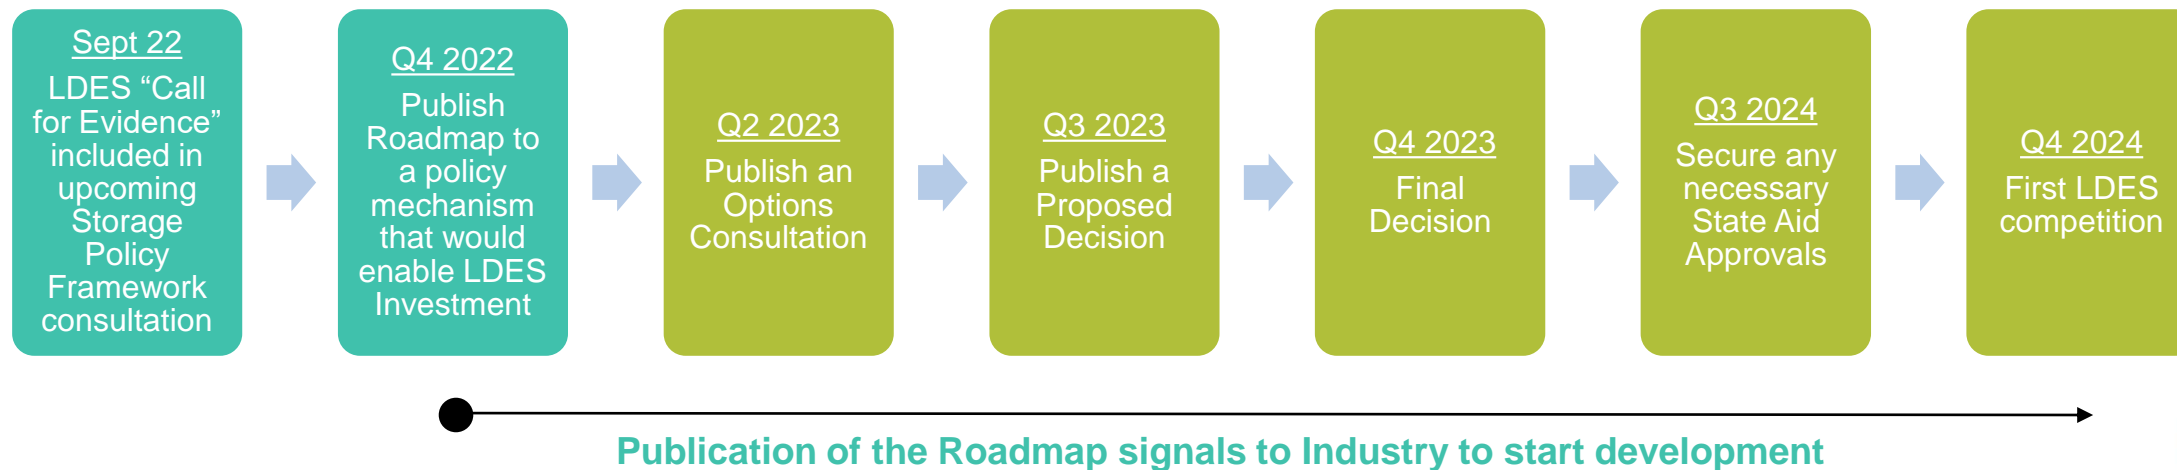 Sept 22
LDES “Call
for Evidence”
included in
upcoming
Storage
Policy
Framework
consultation
Q4 2022
Publish
Roadmap to
a policy
mechanism
that would
enable LDES
Investment
Q2 2023
Publish an
Options
Consultation
Q3 2023
Publish a
Proposed
Decision
Q4 2023
Final
Decision
Q3 2024
Secure any
necessary
State Aid
Approvals
Q4 2024
First LDES
competition
Publication of the Roadmap signals to Industry to start development